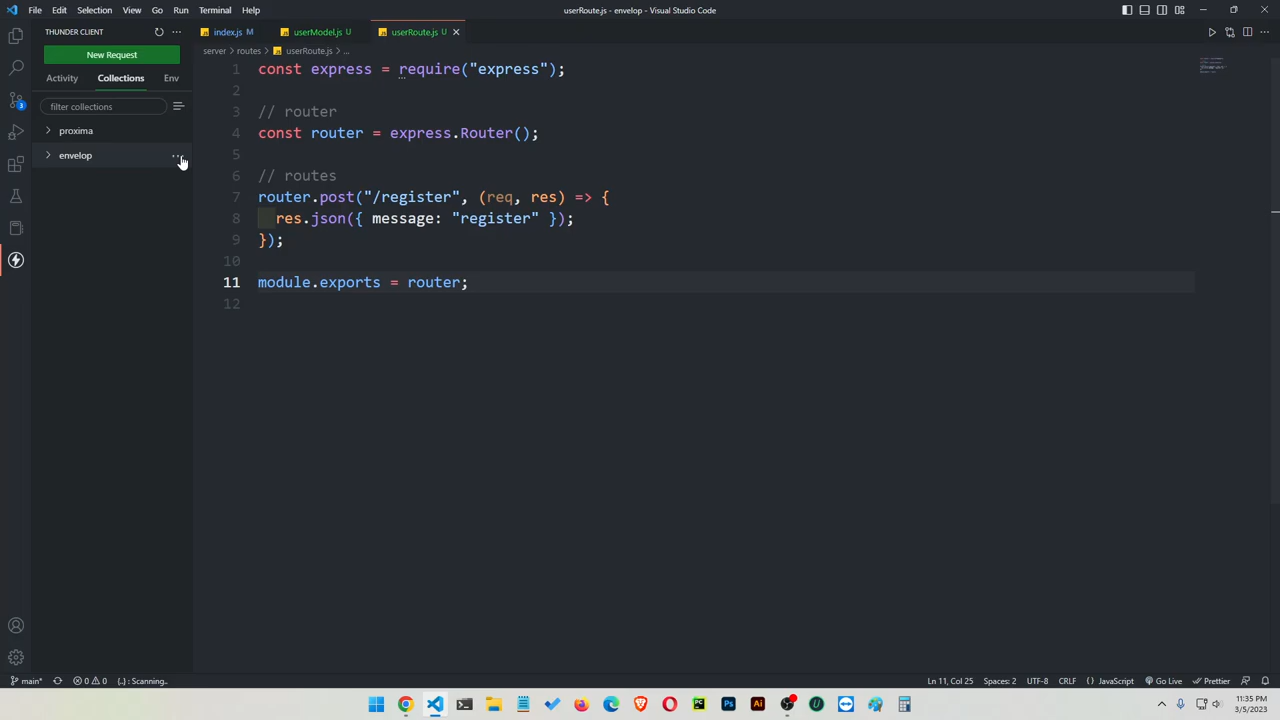 File Edit Selection View Go Run Terminal Help
userRoute.js - envelop - Visual Studio Code
THUNDER CLIENT
New Request
Activity Collections Env
filter collections
proxima
envelop
3
index.js M
userModel.js U
userRoute.js U
server > routes > userRoute.js > ...
1 const express = require("express");
2
3 // router
4 const router = express.Router();
5
6 // routes
7 router.post("/register", (req, res) => {
8 res.json({ message: "register" });
9 });
10
11 module.exports = router;
12
main* 0 0 {..}: Scanning..
Ln 11, Col 25 Spaces: 2 UTF-8 CRLF {} JavaScript Go Live Prettier
PC Ps Ai U
11:35 PM
3/5/2023